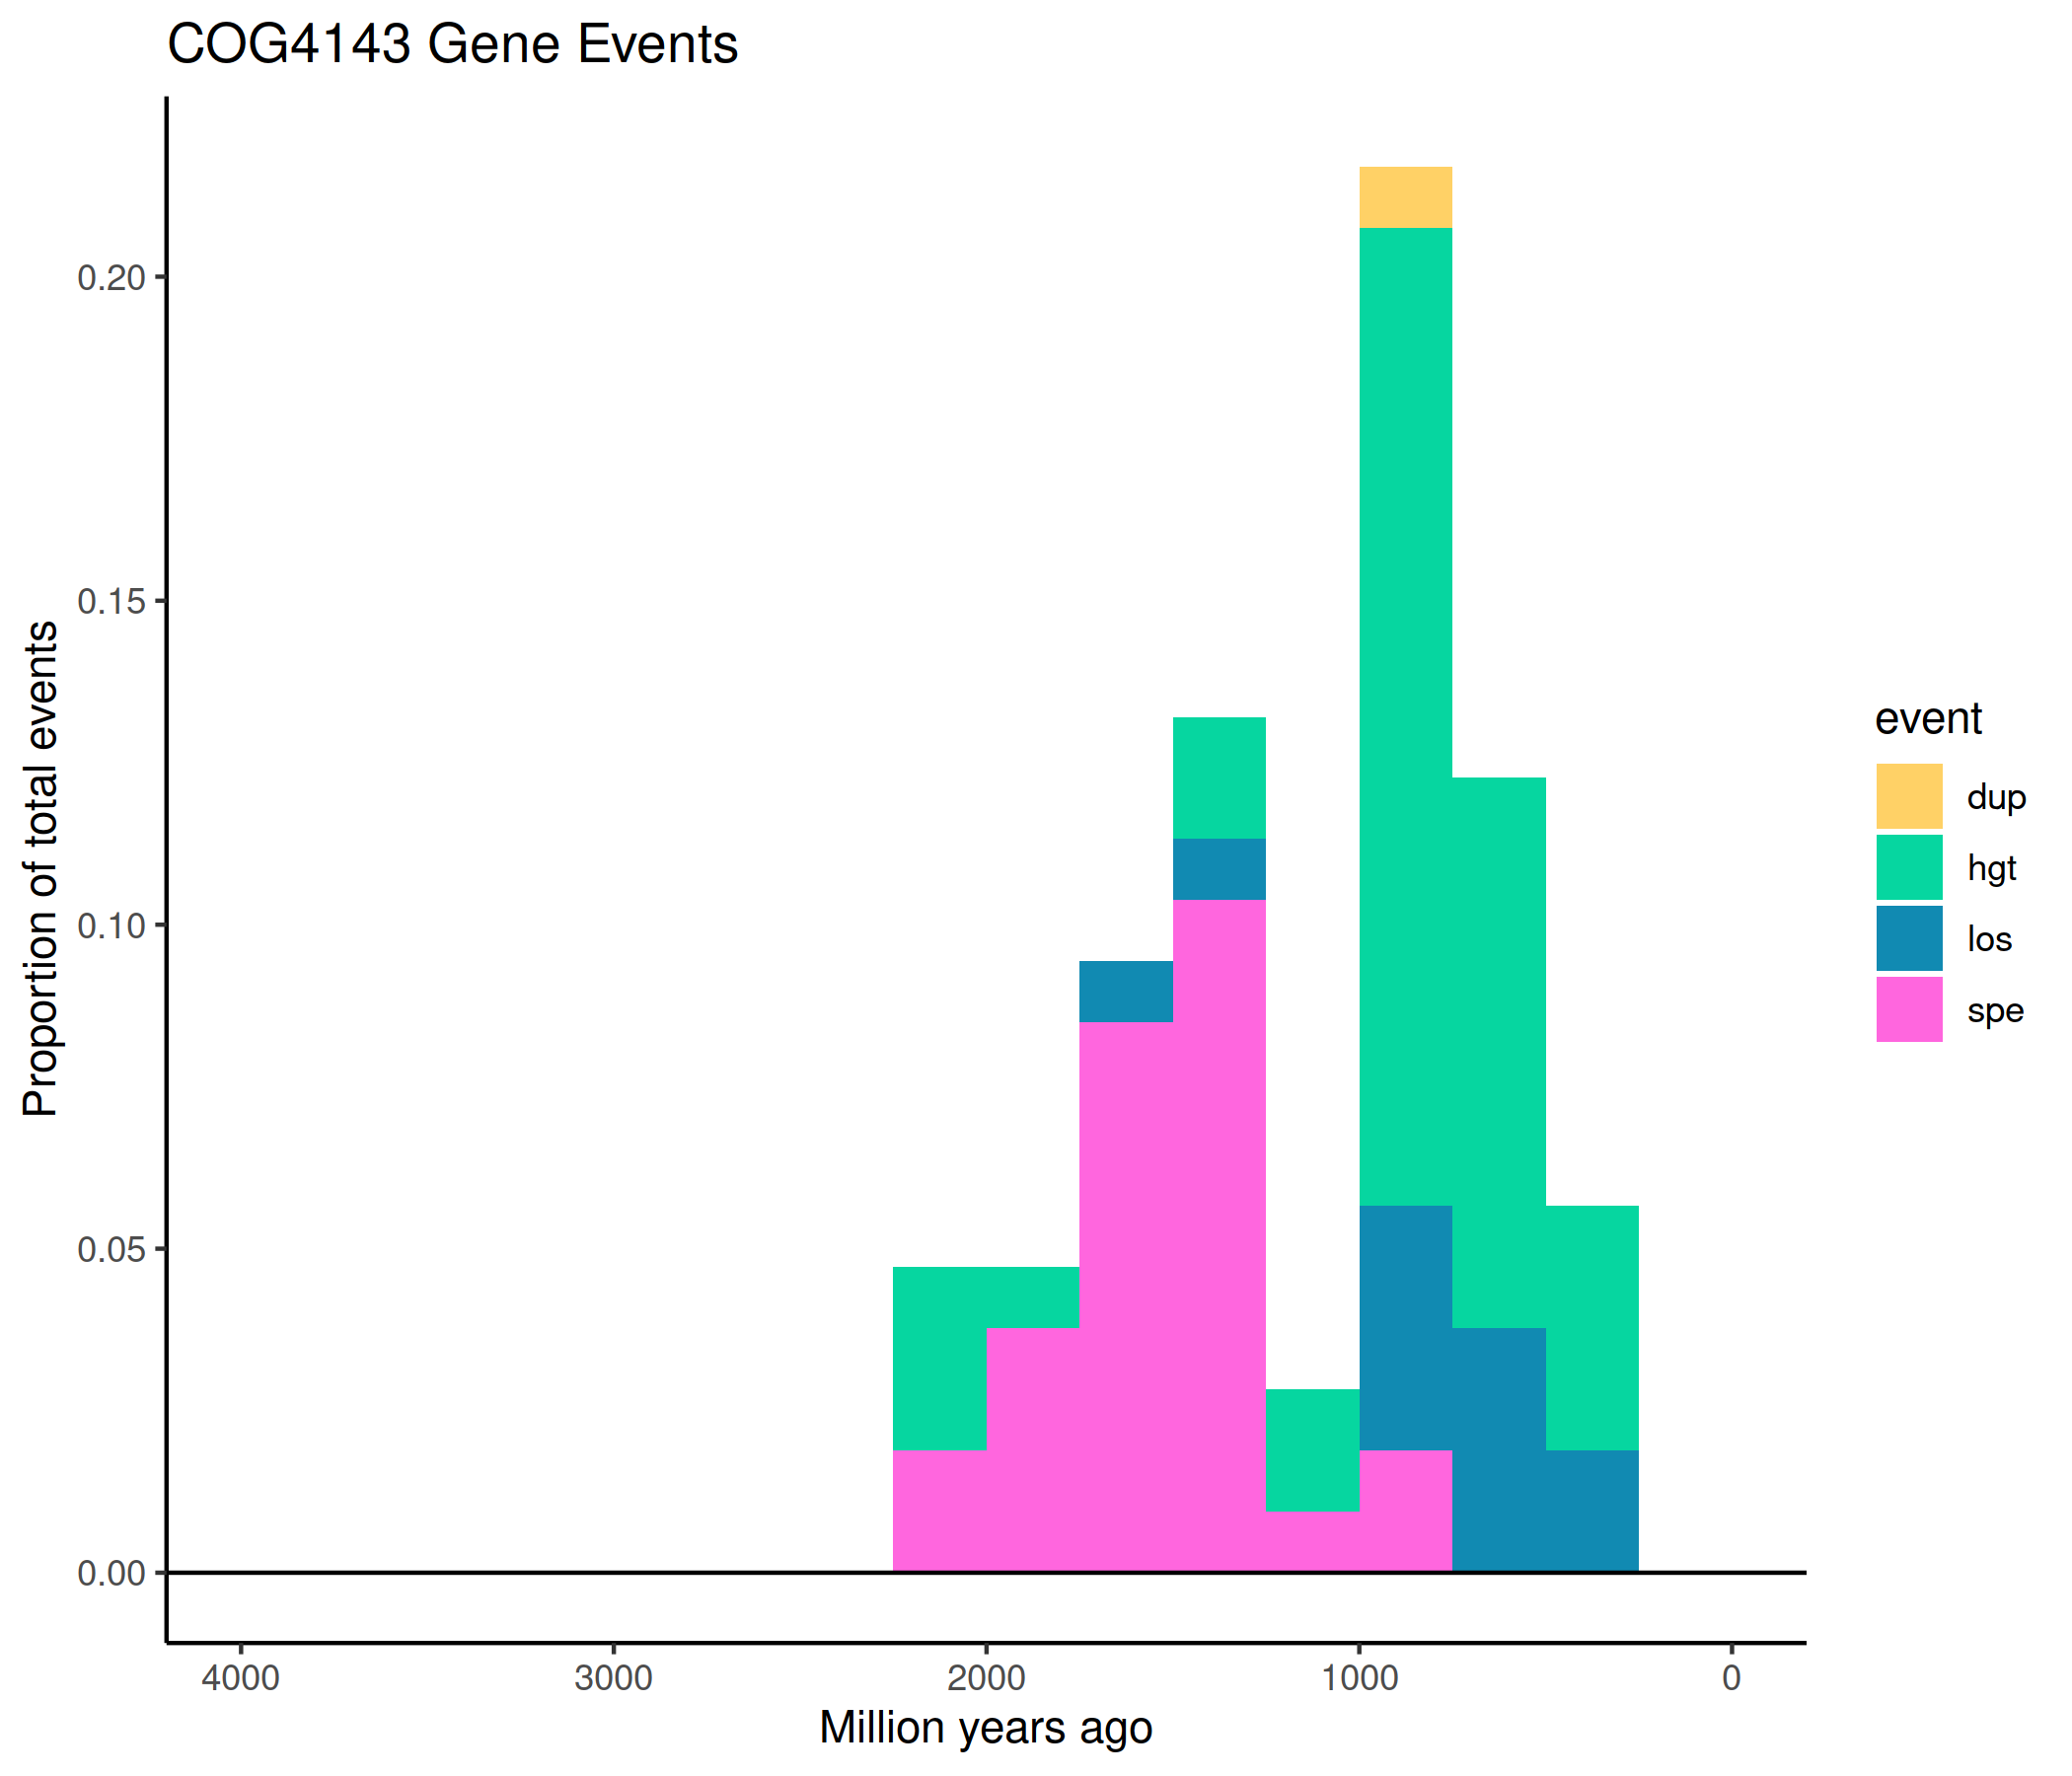 COG4143 Gene Events
Proportion of total events
0.20
0.15
0.10
0.05
0.00
4000 3000 2000 1000 0
Million years ago
event
dup
hgt
los
spe